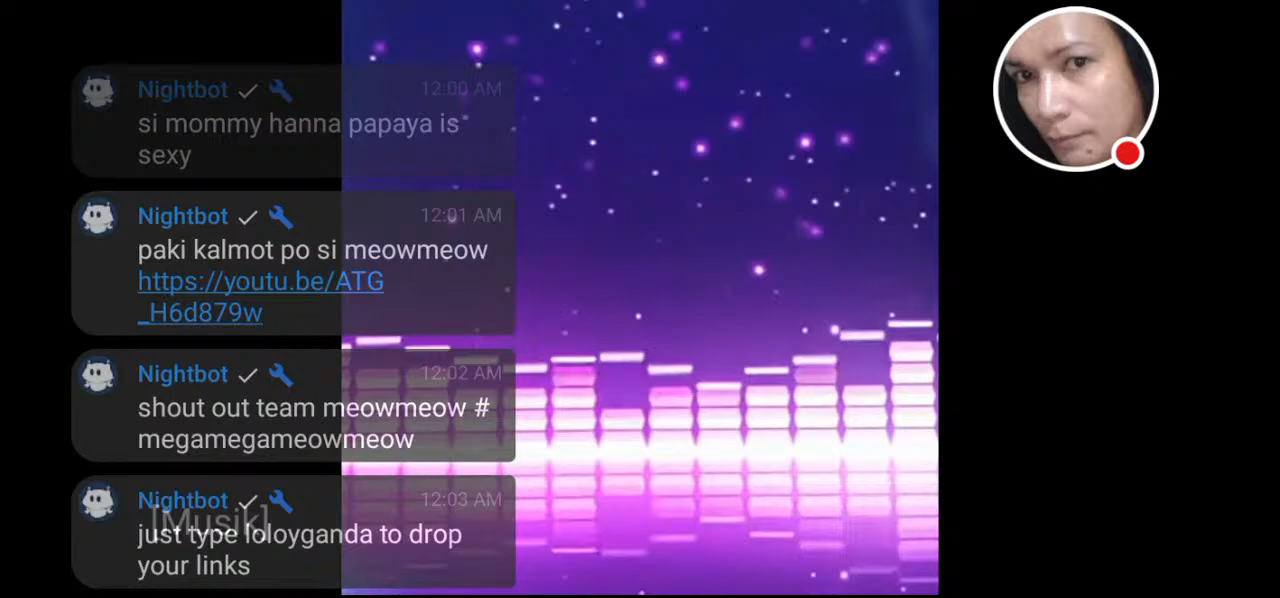 Nightbot 12:00 AM
si mommy hanna papaya is
sexy
Nightbot 12:01 AM
paki kalmot po si meowmeow
https://youtu.be/ATG
_H6d879w
Nightbot 12:02 AM
shout out team meowmeow #
megamegameowmeow
Nightbot 12:03 AM
[Musik]
just type loloyganda to drop
your links